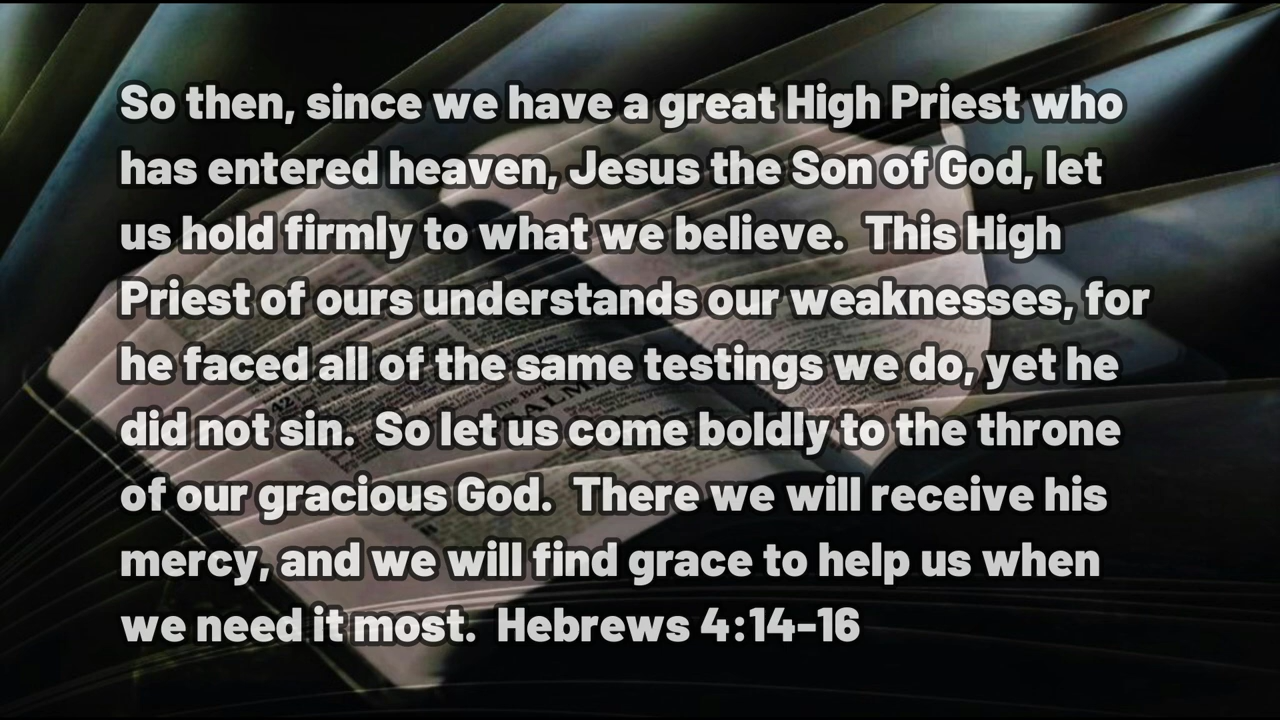 So then, since we have a great High Priest who
has entered heaven, Jesus the Son of God, let
us hold firmly to what we believe.  This High
Priest of ours understands our weaknesses, for
he faced all of the same testings we do, yet he
did not sin.  So let us come boldly to the throne
of our gracious God.  There we will receive his
mercy, and we will find grace to help us when
we need it most.  Hebrews 4:14-16